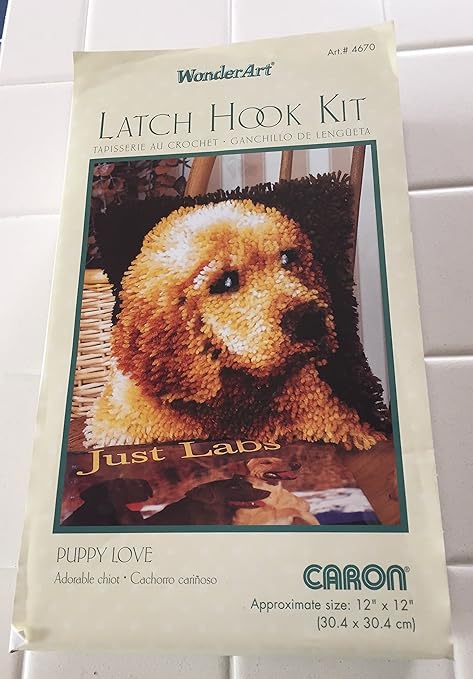 Art.# 4670
WonderArt®
LATCH HOOK KIT
TAPISSERIE AU CROCHET • GANCHILLO DE LENGÜETA
Just Labs
PUPPY LOVE
Adorable chiot • Cachorro cariñoso
CARON®
Approximate size: 12" x 12"
(30.4 x 30.4 cm)